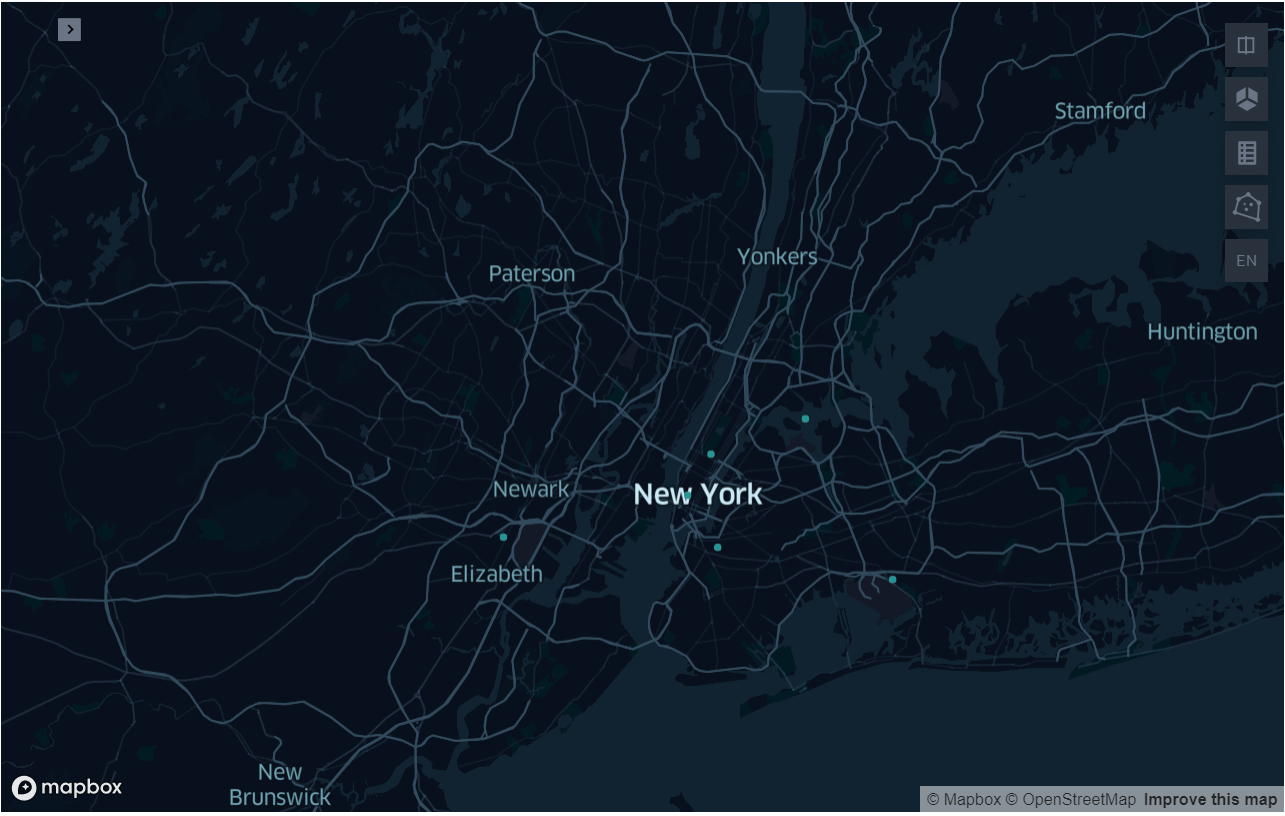 Stamford
Yonkers
Paterson
Huntington
EN
New York
Newark
Elizabeth
New
Brunswick
mapbox
© Mapbox © OpenStreetMap Improve this map